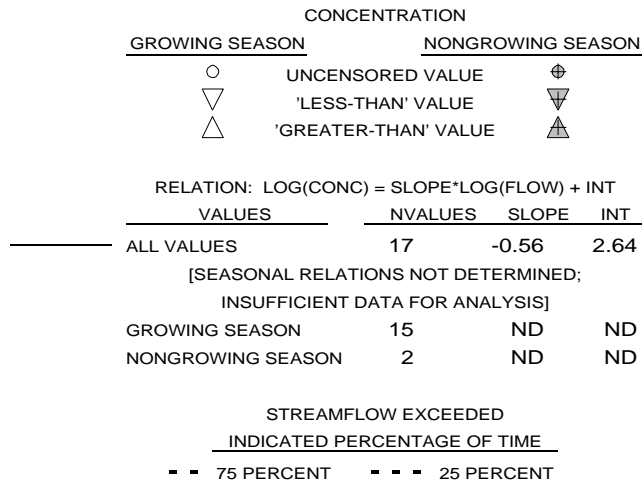 CONCENTRATION
GROWING SEASON NONGROWING SEASON
UNCENSORED VALUE
'LESS-THAN' VALUE
'GREATER-THAN' VALUE
RELATION: LOG(CONC) = SLOPE*LOG(FLOW) + INT
VALUES NVALUES SLOPE INT
ALL VALUES 17 -0.56 2.64
[SEASONAL RELATIONS NOT DETERMINED;
INSUFFICIENT DATA FOR ANALYSIS]
GROWING SEASON 15 ND ND
NONGROWING SEASON 2 ND ND
STREAMFLOW EXCEEDED
INDICATED PERCENTAGE OF TIME
75 PERCENT 25 PERCENT